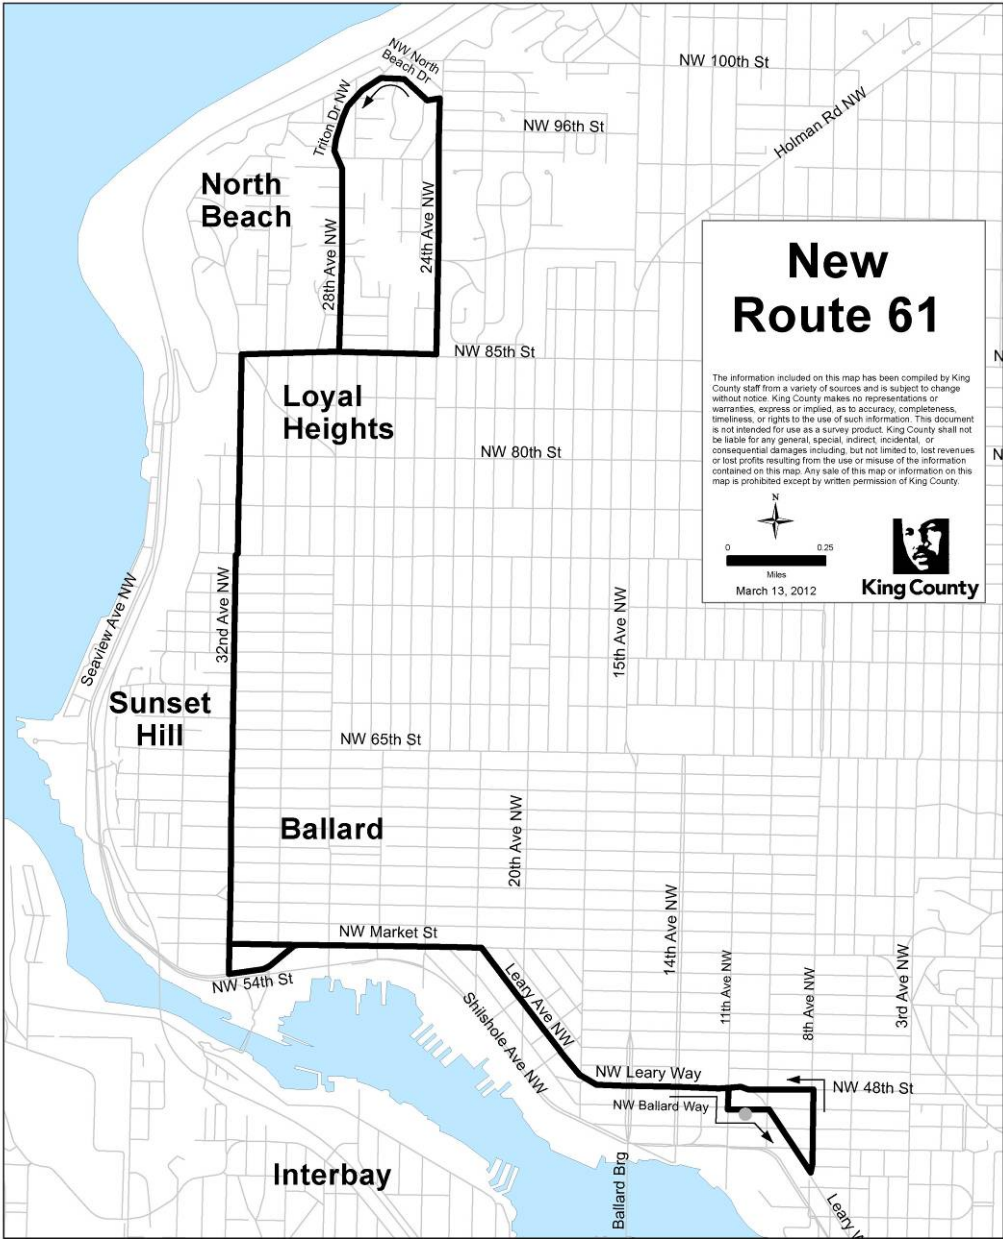 NW North
Beach Dr
NW 100th St
Triton Dr NW
NW 96th St
Holman Rd NW
North
Beach
24th Ave NW
28th Ave NW
New
Route 61
NW 85th St
N
The information included on this map has been compiled by King
County staff from a variety of sources and is subject to change
without notice. King County makes no representations or
warranties, express or implied, as to accuracy, completeness,
timeliness, or rights to the use of such information. This document
is not intended for use as a survey product. King County shall not
be liable for any general, special, indirect, incidental, or
consequential damages including, but not limited to, lost revenues
or lost profits resulting from the use or misuse of the information
contained on this map. Any sale of this map or information on this
map is prohibited except by written permission of King County.
Loyal
Heights
NW 80th St
N
N
0 0.25
Miles
March 13, 2012
King County
32nd Ave NW
15th Ave NW
Seaview Ave NW
Sunset
Hill
NW 65th St
Ballard
20th Ave NW
14th Ave NW
NW Market St
NW 54th St
Leary Ave NW
11th Ave NW
8th Ave NW
3rd Ave NW
Shilshole Ave NW
NW Leary Way
NW 48th St
NW Ballard Way
Interbay
Ballard Brg
Leary W